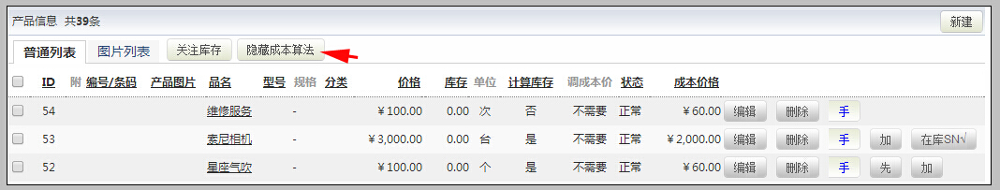 产品信息 共39条 新建
普通列表 图片列表 关注库存 隐藏成本算法
ID 附 编号/条码 产品图片 品名 型号 规格 分类 价格 库存 单位 计算库存 调成本价 状态 成本价格
54 维修服务 - ￥100.00 0.00 次 否 不需要 正常 ￥60.00 编辑 删除 手
53 索尼相机 - ￥3,000.00 0.00 台 是 不需要 正常 ￥2,000.00 编辑 删除 手 加 在库SN√
52 星座气吹 - ￥100.00 0.00 个 是 不需要 正常 ￥60.00 编辑 删除 手 先 加